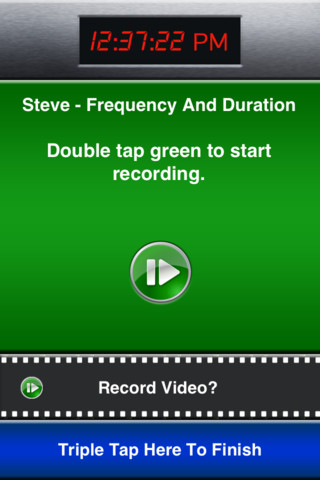 12:37:22 PM
Steve - Frequency And Duration
Double tap green to start
recording.
Record Video?
Triple Tap Here To Finish